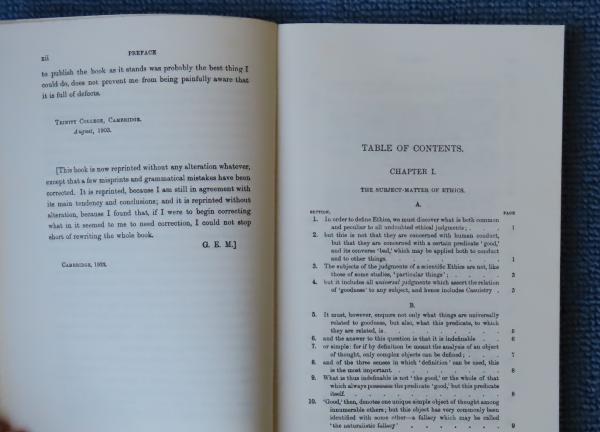 xii
PREFACE
to publish the book as it stands was probably the best thing I
could do, does not prevent me from being painfully aware that
it is full of defects.
Trinity College, Cambridge.
August, 1903.
[This book is now reprinted without any alteration whatever,
except that a few misprints and grammatical mistakes have been
corrected. It is reprinted, because I am still in agreement with
its main tendency and conclusions; and it is reprinted without
alteration, because I found that, if I were to begin correcting
what in it seemed to me to need correction, I could not stop
short of rewriting the whole book.
G. E. M.]
Cambridge, 1922.
TABLE OF CONTENTS.
CHAPTER I.
THE SUBJECT-MATTER OF ETHICS.
A.
SECTION. PAGE
1. In order to define Ethics, we must discover what is both common
and peculiar to all undoubted ethical judgments; . 1
2. but this is not that they are concerned with human conduct,
but that they are concerned with a certain predicate 'good,'
and its converse 'bad,' which may be applied both to conduct
and to other things. . . . . . 1
3. The subjects of the judgments of a scientific Ethics are not, like
those of some studies, 'particular things'; . . . 3
4. but it includes all universal judgments which assert the relation
of 'goodness' to any subject, and hence includes Casuistry . 3
B.
5. It must, however, enquire not only what things are universally
related to goodness, but also, what this predicate, to which
they are related, is. . . . . . 5
6. and the answer to this question is that it is indefinable . . 6
7. or simple: for if by definition be meant the analysis of an object
of thought, only complex objects can be defined; . . 7
8. and of the three senses in which 'definition' can be used, this
is the most important. . . . . . 8
9. What is thus indefinable is not 'the good,' or the whole of that
which always possesses the predicate 'good,' but this predicate
itself. . . . . . 8
10. 'Good,' then, denotes one unique simple object of thought among
innumerable others; but this object has very commonly been
identified with some other—a fallacy which may be called
'the naturalistic fallacy' . . . . . 9